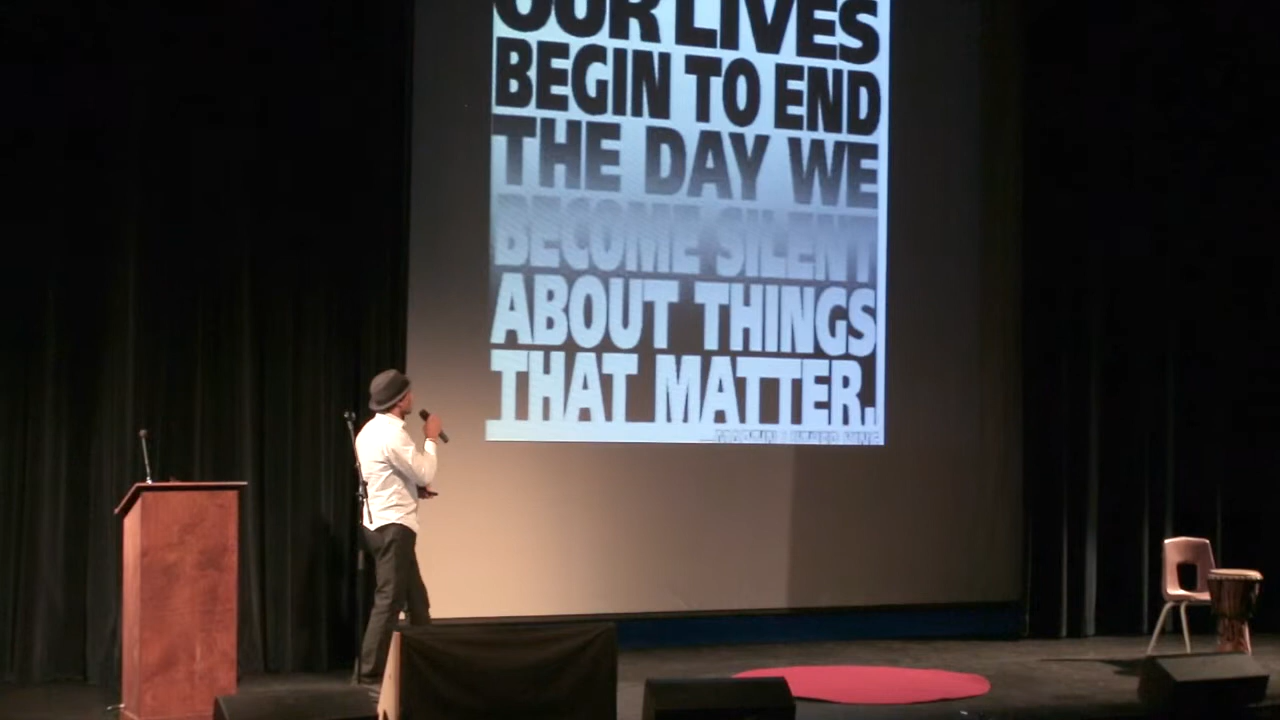 OUR LIVES
BEGIN TO END
THE DAY WE
BECOME SILENT
ABOUT THINGS
THAT MATTER.